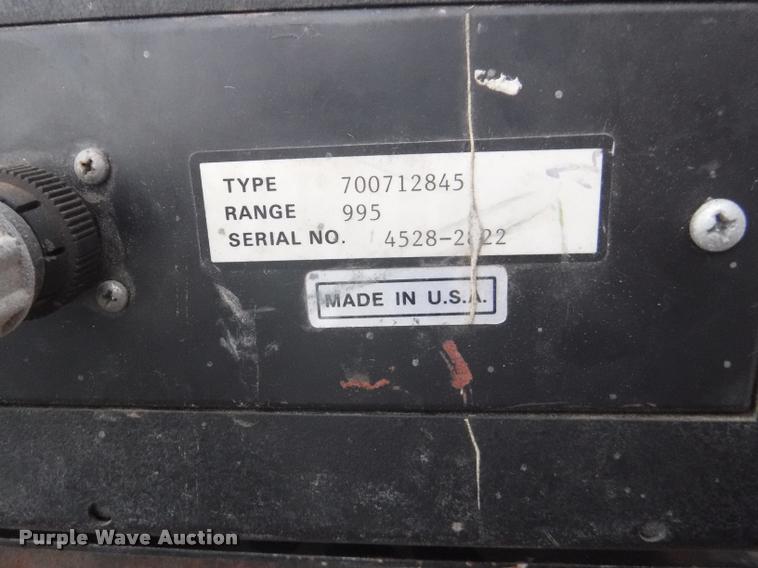 TYPE 700712845
RANGE 995
SERIAL NO.
MADE IN U.S.A.
Purple Wave Auction